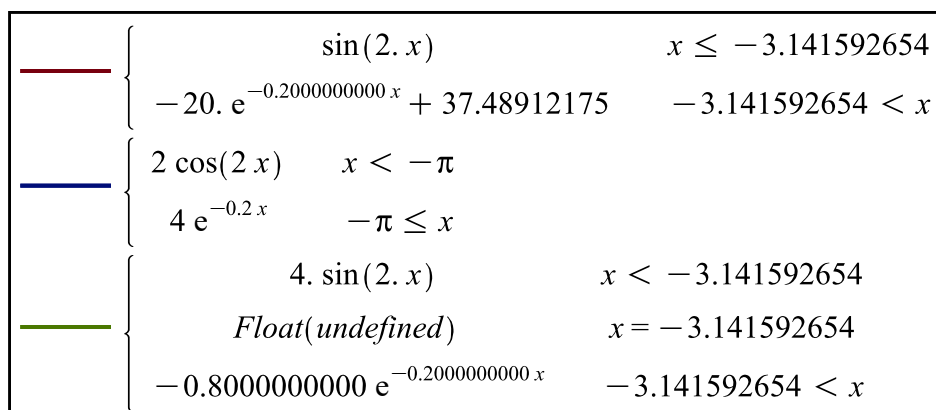 sin(2. x)    x ≤ −3.141592654
−20. e^{−0.2000000000 x} + 37.48912175    −3.141592654 < x
2 cos(2 x)    x < −π
4 e^{−0.2 x}    −π ≤ x
4. sin(2. x)    x < −3.141592654
Float(undefined)    x = −3.141592654
−0.8000000000 e^{−0.2000000000 x}    −3.141592654 < x